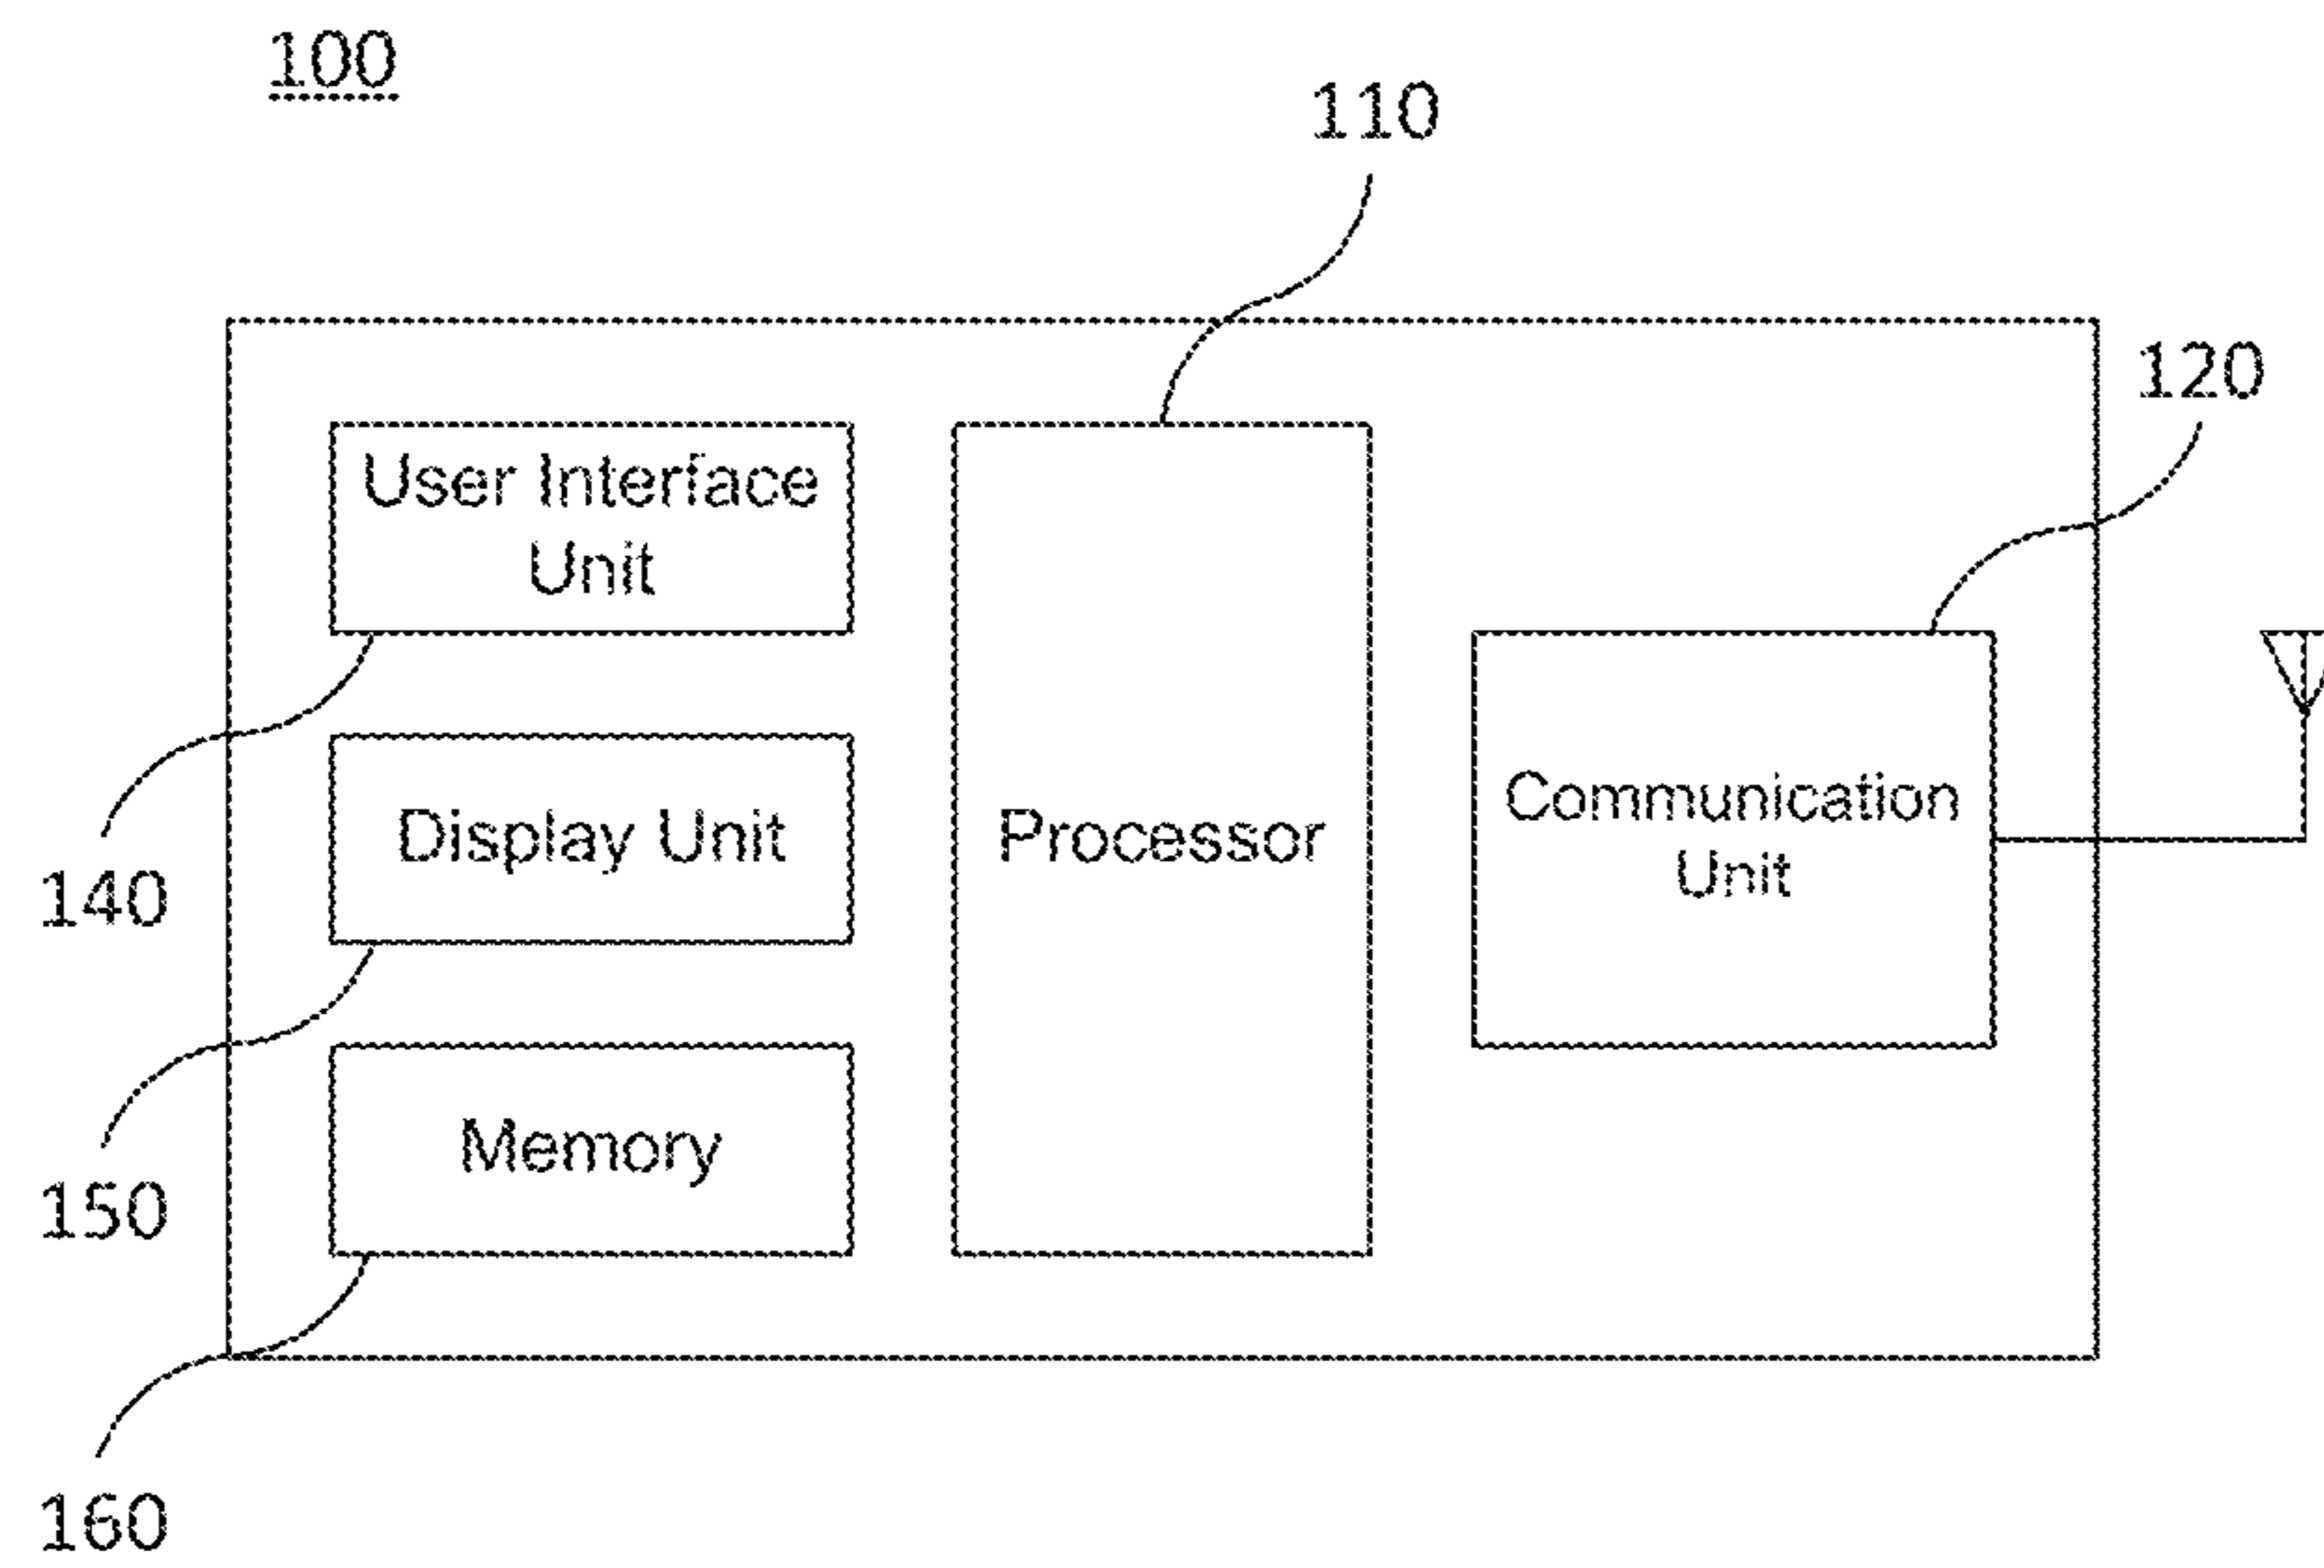 100
110
120
User Interface
Unit
140
Display Unit
Processor
Communication
Unit
150
Memory
160